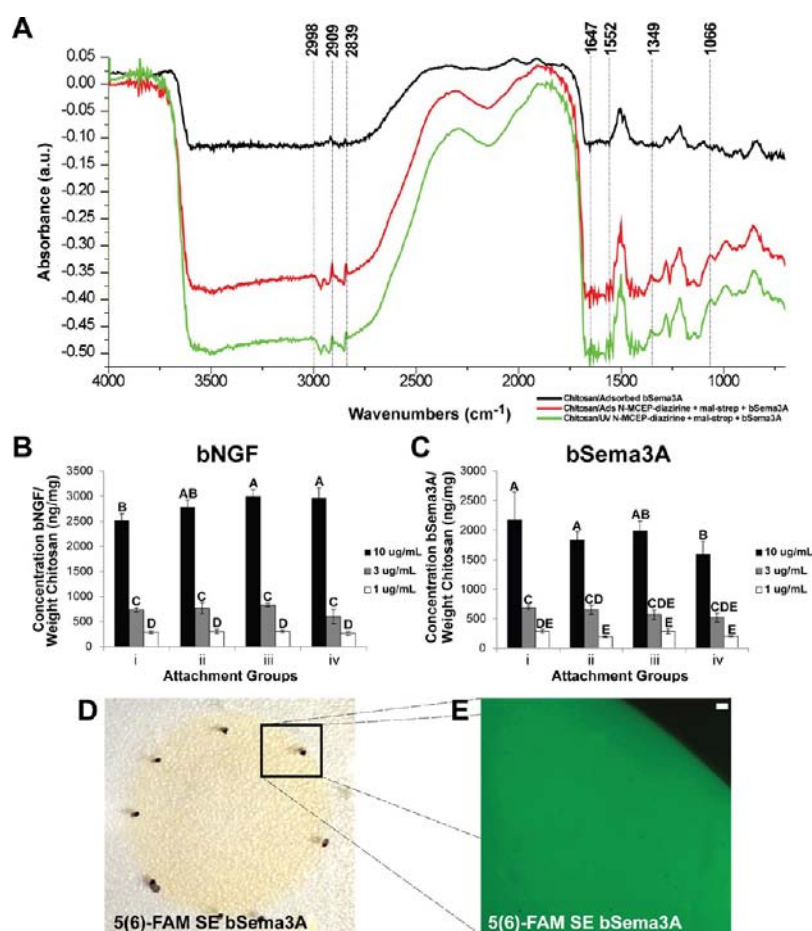 A
2998
2909
2839
1647
1552
1349
1066
0.05
0.00
-0.05
-0.10
-0.15
-0.20
-0.25
-0.30
-0.35
-0.40
-0.45
-0.50
Absorbance (a.u.)
4000
3500
3000
2500
2000
1500
1000
Wavenumbers (cm-1)
Chitosan/Adsorbed bSema3A
Chitosan/Ads N-MCEP-diazirine + mal-strep + bSema3A
Chitosan/UV N-MCEP-diazirine + mal-strep + bSema3A
B
bNGF
Concentration bNGF/
Weight Chitosan (ng/mg)
3500
3000
2500
2000
1500
1000
500
0
B
C
D
AB
C
D
A
C
D
A
C
D
i
ii
iii
iv
Attachment Groups
10 ug/mL
3 ug/mL
1 ug/mL
C
bSema3A
Concentration bSema3A/
Weight Chitosan (ng/mg)
2000
1500
1000
500
0
A
C
DE
A
CD
E
AB
CDE
E
B
CDE
E
i
ii
iii
iv
Attachment Groups
10 ug/mL
3 ug/mL
1 ug/mL
D
5(6)-FAM SE bSema3A
E
5(6)-FAM SE bSema3A